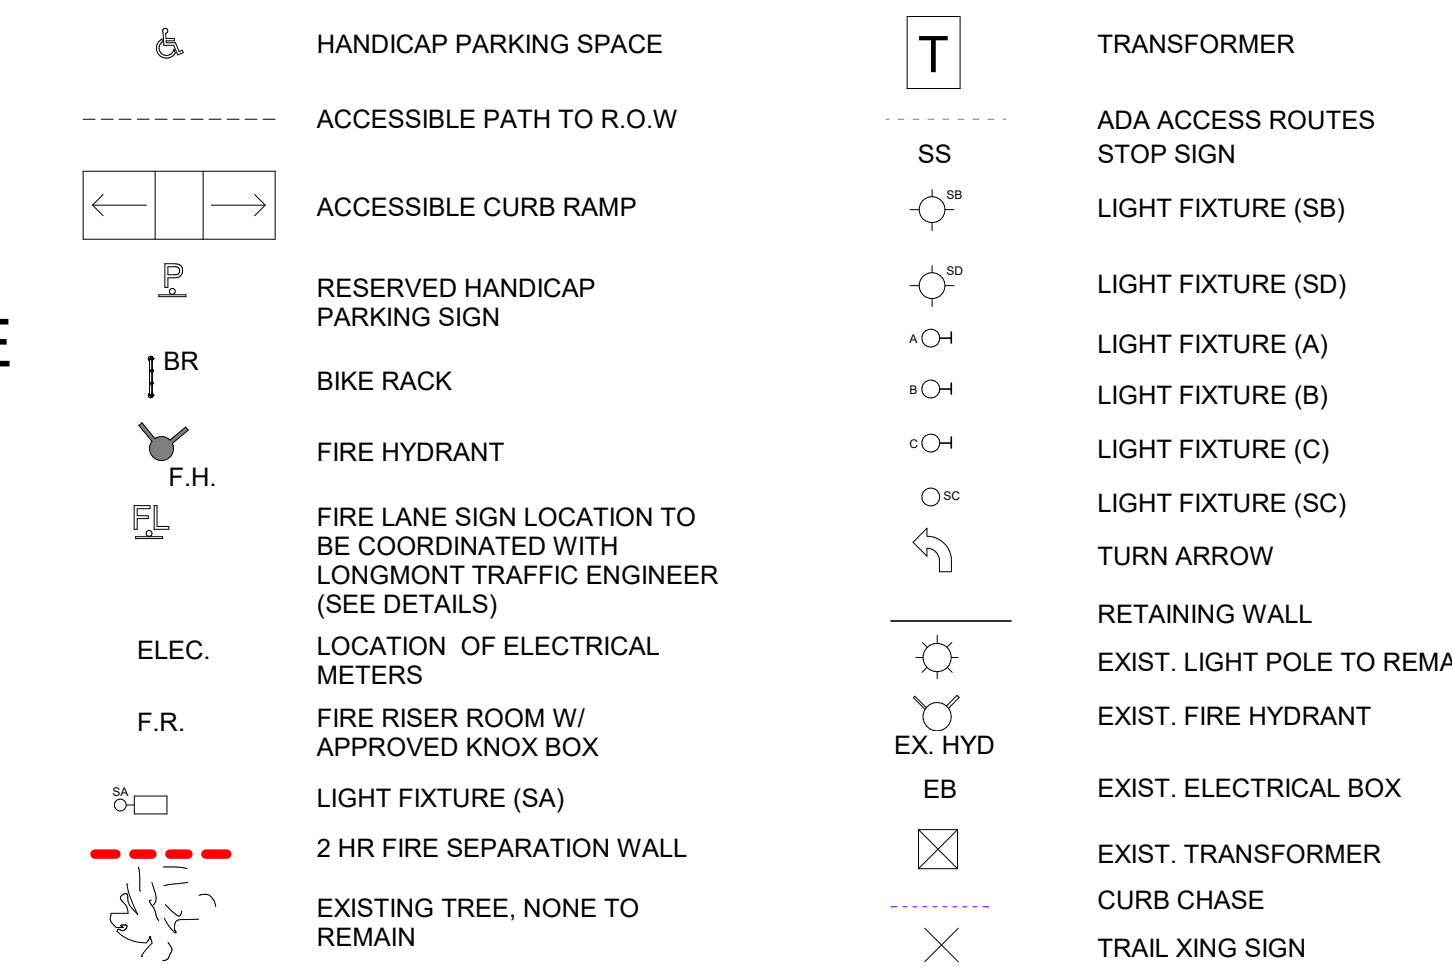 HANDICAP PARKING SPACE
ACCESSIBLE PATH TO R.O.W
ACCESSIBLE CURB RAMP
P
RESERVED HANDICAP
PARKING SIGN
E
BR
BIKE RACK
FIRE HYDRANT
F.H.
FL
FIRE LANE SIGN LOCATION TO
BE COORDINATED WITH
LONGMONT TRAFFIC ENGINEER
(SEE DETAILS)
ELEC.
LOCATION OF ELECTRICAL
METERS
F.R.
FIRE RISER ROOM W/
APPROVED KNOX BOX
SA
LIGHT FIXTURE (SA)
2 HR FIRE SEPARATION WALL
EXISTING TREE, NONE TO
REMAIN
T
TRANSFORMER
ADA ACCESS ROUTES
SS
STOP SIGN
SB
LIGHT FIXTURE (SB)
SD
LIGHT FIXTURE (SD)
A
LIGHT FIXTURE (A)
B
LIGHT FIXTURE (B)
C
LIGHT FIXTURE (C)
SC
LIGHT FIXTURE (SC)
TURN ARROW
RETAINING WALL
EXIST. LIGHT POLE TO REMA
EXIST. FIRE HYDRANT
EX. HYD
EB
EXIST. ELECTRICAL BOX
EXIST. TRANSFORMER
CURB CHASE
TRAIL XING SIGN